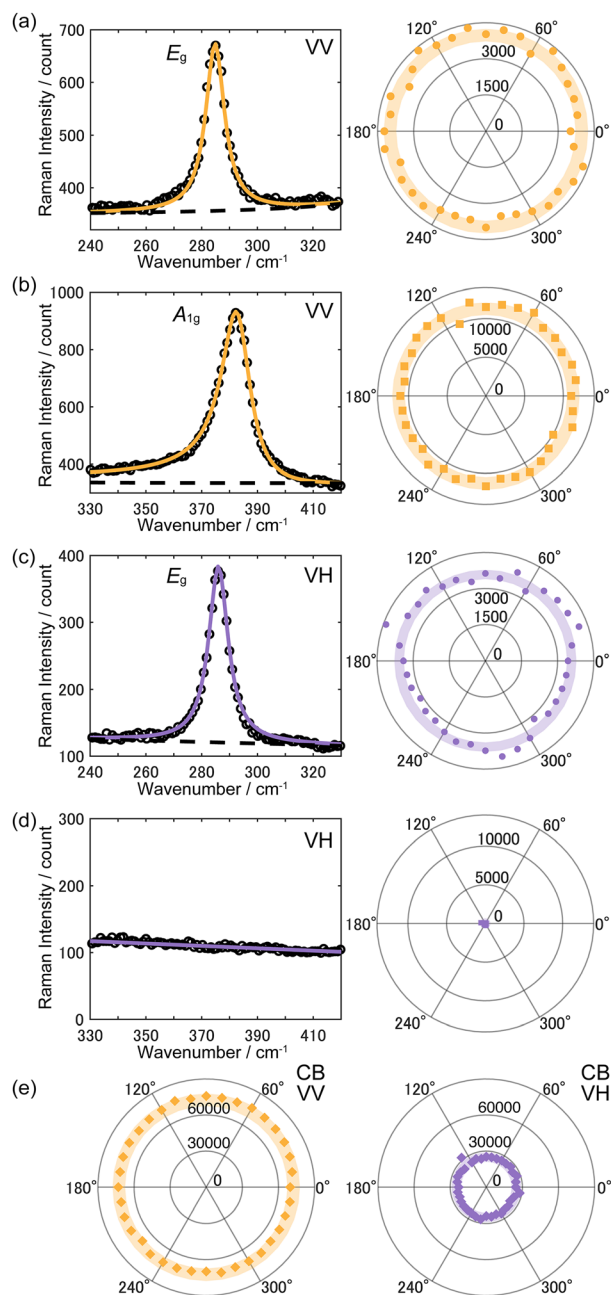 (a)
E_g VV
Raman Intensity / count
700
600
500
400
240 260 280 300 320
Wavenumber / cm⁻¹
120° 60°
3000
1500
180° 0 0°
240° 300°
(b)
A_1g VV
Raman Intensity / count
1000
800
600
400
330 350 370 390 410
Wavenumber / cm⁻¹
120° 60°
10000
5000
180° 0 0°
240° 300°
(c)
E_g VH
Raman Intensity / count
400
300
200
100
240 260 280 300 320
Wavenumber / cm⁻¹
120° 60°
3000
1500
180° 0 0°
240° 300°
(d)
VH
Raman Intensity / count
300
200
100
0
330 350 370 390 410
Wavenumber / cm⁻¹
120° 60°
10000
5000
180° 0 0°
240° 300°
(e)
CB
VV
120° 60°
60000
30000
180° 0 0°
240° 300°
CB
VH
120° 60°
60000
30000
180° 0 0°
240° 300°